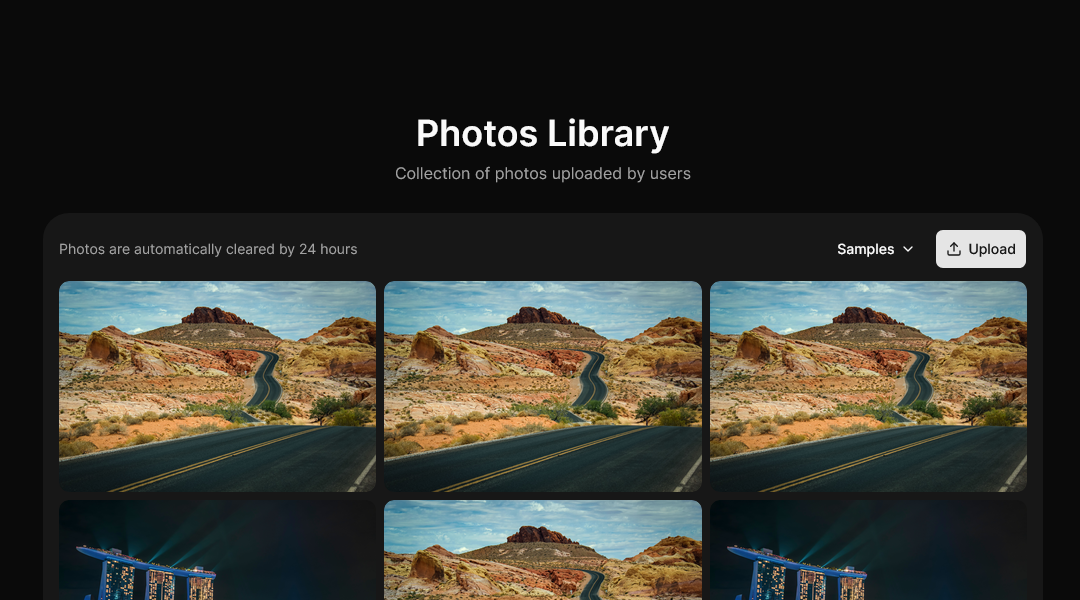 Photos Library
Collection of photos uploaded by users
Photos are automatically cleared by 24 hours
Samples
Upload